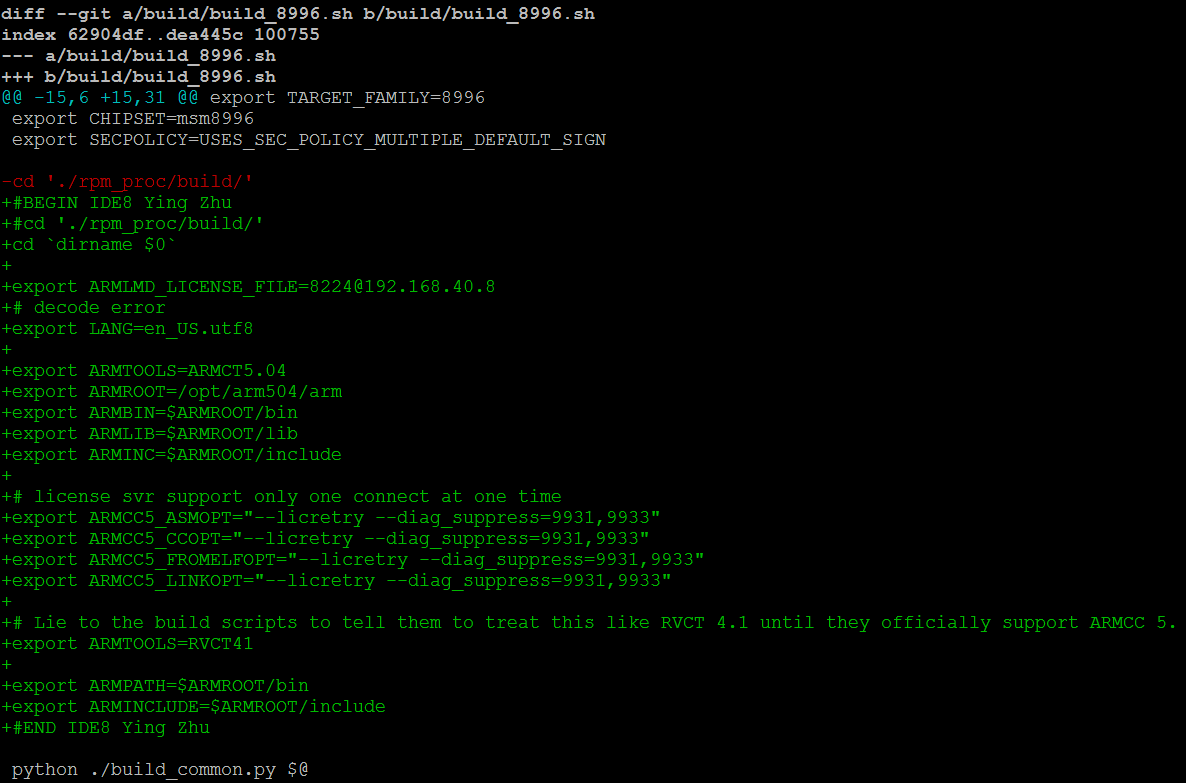 diff --git a/build/build_8996.sh b/build/build_8996.sh
index 62904df..dea445c 100755
--- a/build/build_8996.sh
+++ b/build/build_8996.sh
@@ -15,6 +15,31 @@ export TARGET_FAMILY=8996
 export CHIPSET=msm8996
 export SECPOLICY=USES_SEC_POLICY_MULTIPLE_DEFAULT_SIGN

-cd './rpm_proc/build/'
+#BEGIN IDE8 Ying Zhu
+#cd './rpm_proc/build/'
+cd `dirname $0`
+
+export ARMLMD_LICENSE_FILE=8224@192.168.40.8
+# decode error
+export LANG=en_US.utf8
+
+export ARMTOOLS=ARMCT5.04
+export ARMROOT=/opt/arm504/arm
+export ARMBIN=$ARMROOT/bin
+export ARMLIB=$ARMROOT/lib
+export ARMINC=$ARMROOT/include
+
+# license svr support only one connect at one time
+export ARMCC5_ASMOPT="--licretry --diag_suppress=9931,9933"
+export ARMCC5_CCOPT="--licretry --diag_suppress=9931,9933"
+export ARMCC5_FROMELFOPT="--licretry --diag_suppress=9931,9933"
+export ARMCC5_LINKOPT="--licretry --diag_suppress=9931,9933"
+
+# Lie to the build scripts to tell them to treat this like RVCT 4.1 until they officially support ARMCC 5.
+export ARMTOOLS=RVCT41
+
+export ARMPATH=$ARMROOT/bin
+export ARMINCLUDE=$ARMROOT/include
+#END IDE8 Ying Zhu

 python ./build_common.py $@